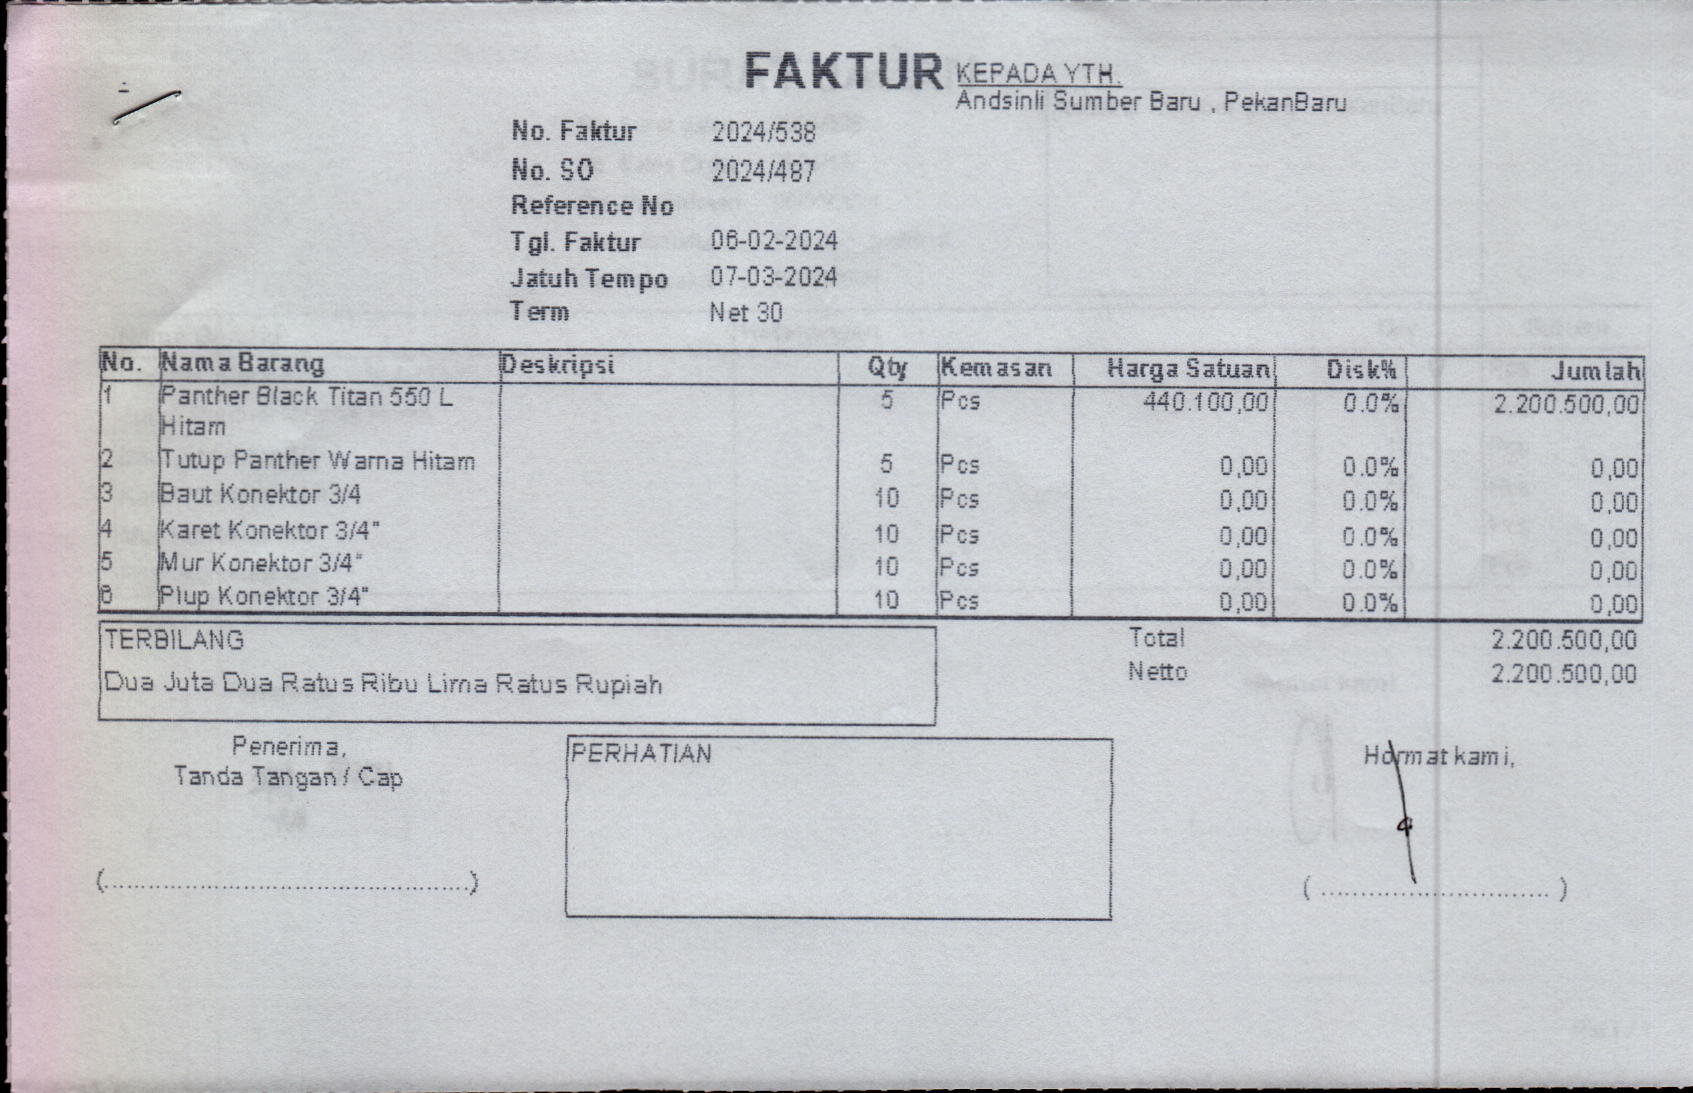 FAKTUR
KEPADA YTH.
Andsinli Sumber Baru , PekanBaru
No. Faktur 2024/538
No. SO 2024/487
Reference No
Tgl. Faktur 06-02-2024
Jatuh Tempo 07-03-2024
Term Net 30
No. Nama Barang Deskripsi Qty Kemasan Harga Satuan Disk% Jumlah
1 Panther Black Titan 550 L 5 Pcs 440.100,00 0.0% 2.200.500,00
Hitam
2 Tutup Panther Warna Hitam 5 Pcs 0,00 0.0% 0,00
3 Baut Konektor 3/4 10 Pcs 0,00 0.0% 0,00
4 Karet Konektor 3/4" 10 Pcs 0,00 0.0% 0,00
5 Mur Konektor 3/4" 10 Pcs 0,00 0.0% 0,00
6 Plup Konektor 3/4" 10 Pcs 0,00 0.0% 0,00
TERBILANG
Dua Juta Dua Ratus Ribu Lima Ratus Rupiah
Total 2.200.500,00
Netto 2.200.500,00
Penerima,
Tanda Tangan / Cap
PERHATIAN
Hormat kami,
(................................................)
( .............................. )